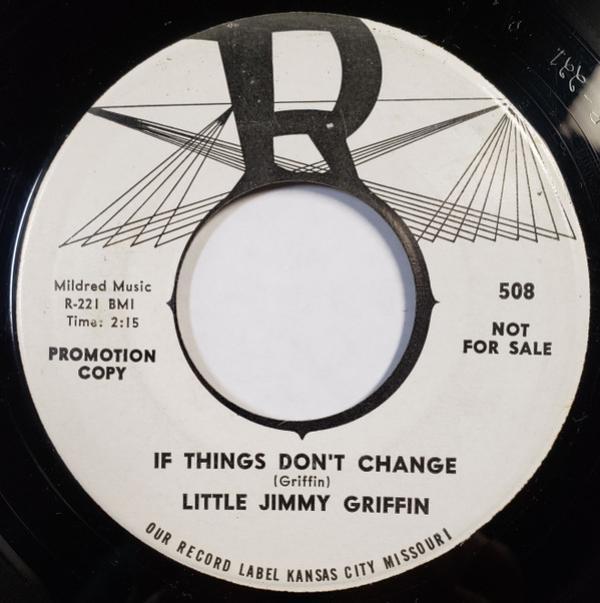 R
Mildred Music
R-221 BMI
Time: 2:15
PROMOTION
COPY
508
NOT
FOR SALE
IF THINGS DON'T CHANGE
(Griffin)
LITTLE JIMMY GRIFFIN
OUR RECORD LABEL KANSAS CITY MISSOURI